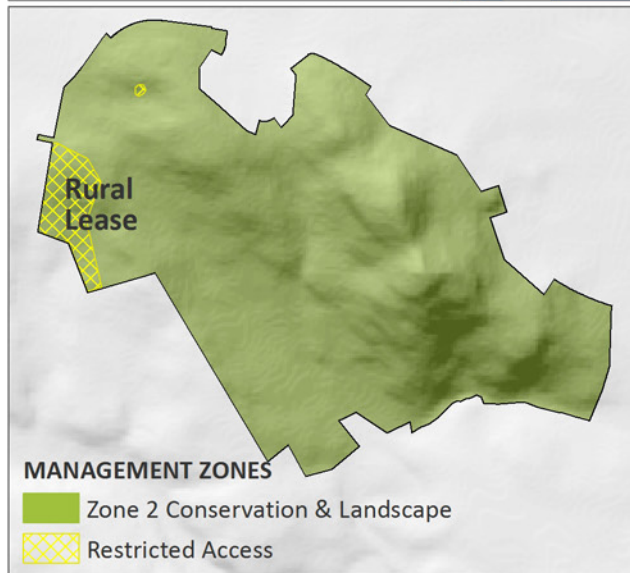 Rural
Lease
MANAGEMENT ZONES
Zone 2 Conservation & Landscape
Restricted Access